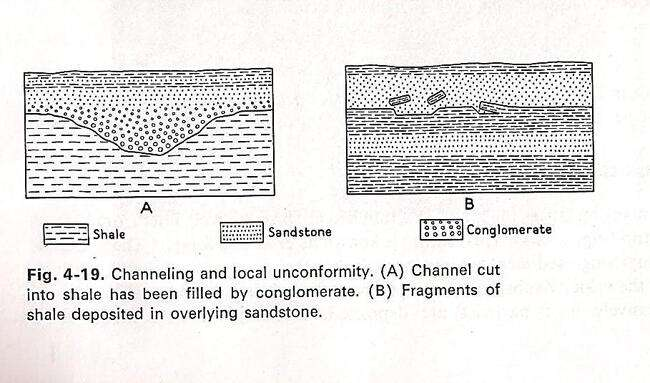 A
B
Shale
Sandstone
Conglomerate
Fig. 4-19. Channeling and local unconformity. (A) Channel cut
into shale has been filled by conglomerate. (B) Fragments of
shale deposited in overlying sandstone.